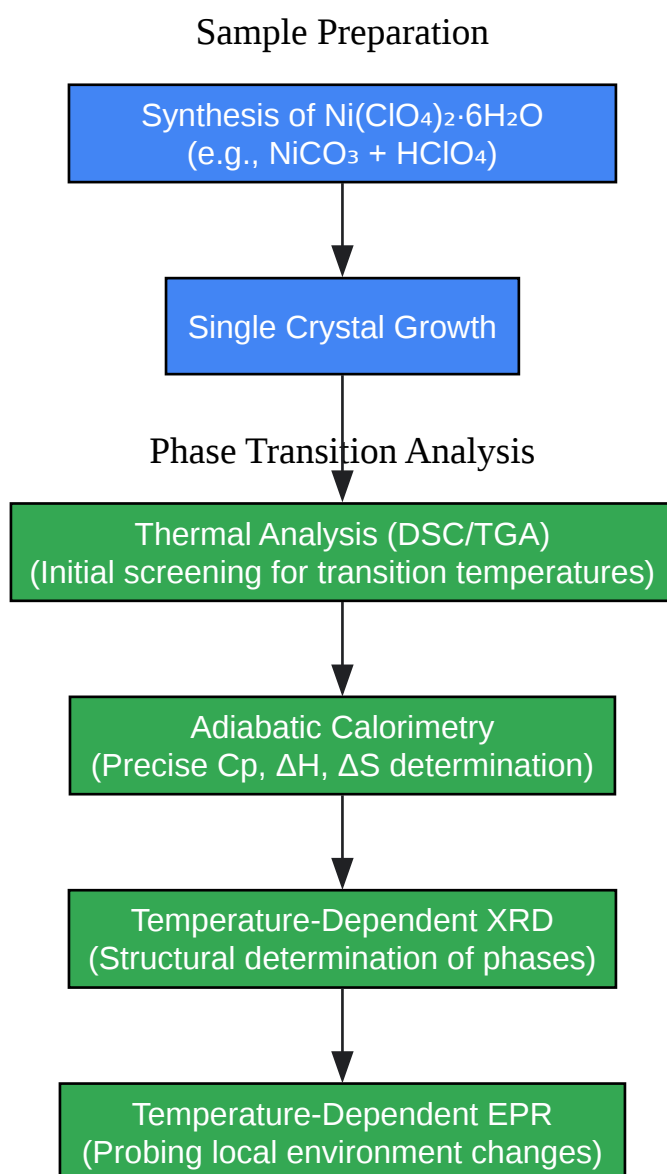 Sample Preparation
Synthesis of Ni(ClO₄)₂·6H₂O
(e.g., NiCO₃ + HClO₄)
Single Crystal Growth
Phase Transition Analysis
Thermal Analysis (DSC/TGA)
(Initial screening for transition temperatures)
Adiabatic Calorimetry
(Precise Cp, ΔH, ΔS determination)
Temperature-Dependent XRD
(Structural determination of phases)
Temperature-Dependent EPR
(Probing local environment changes)